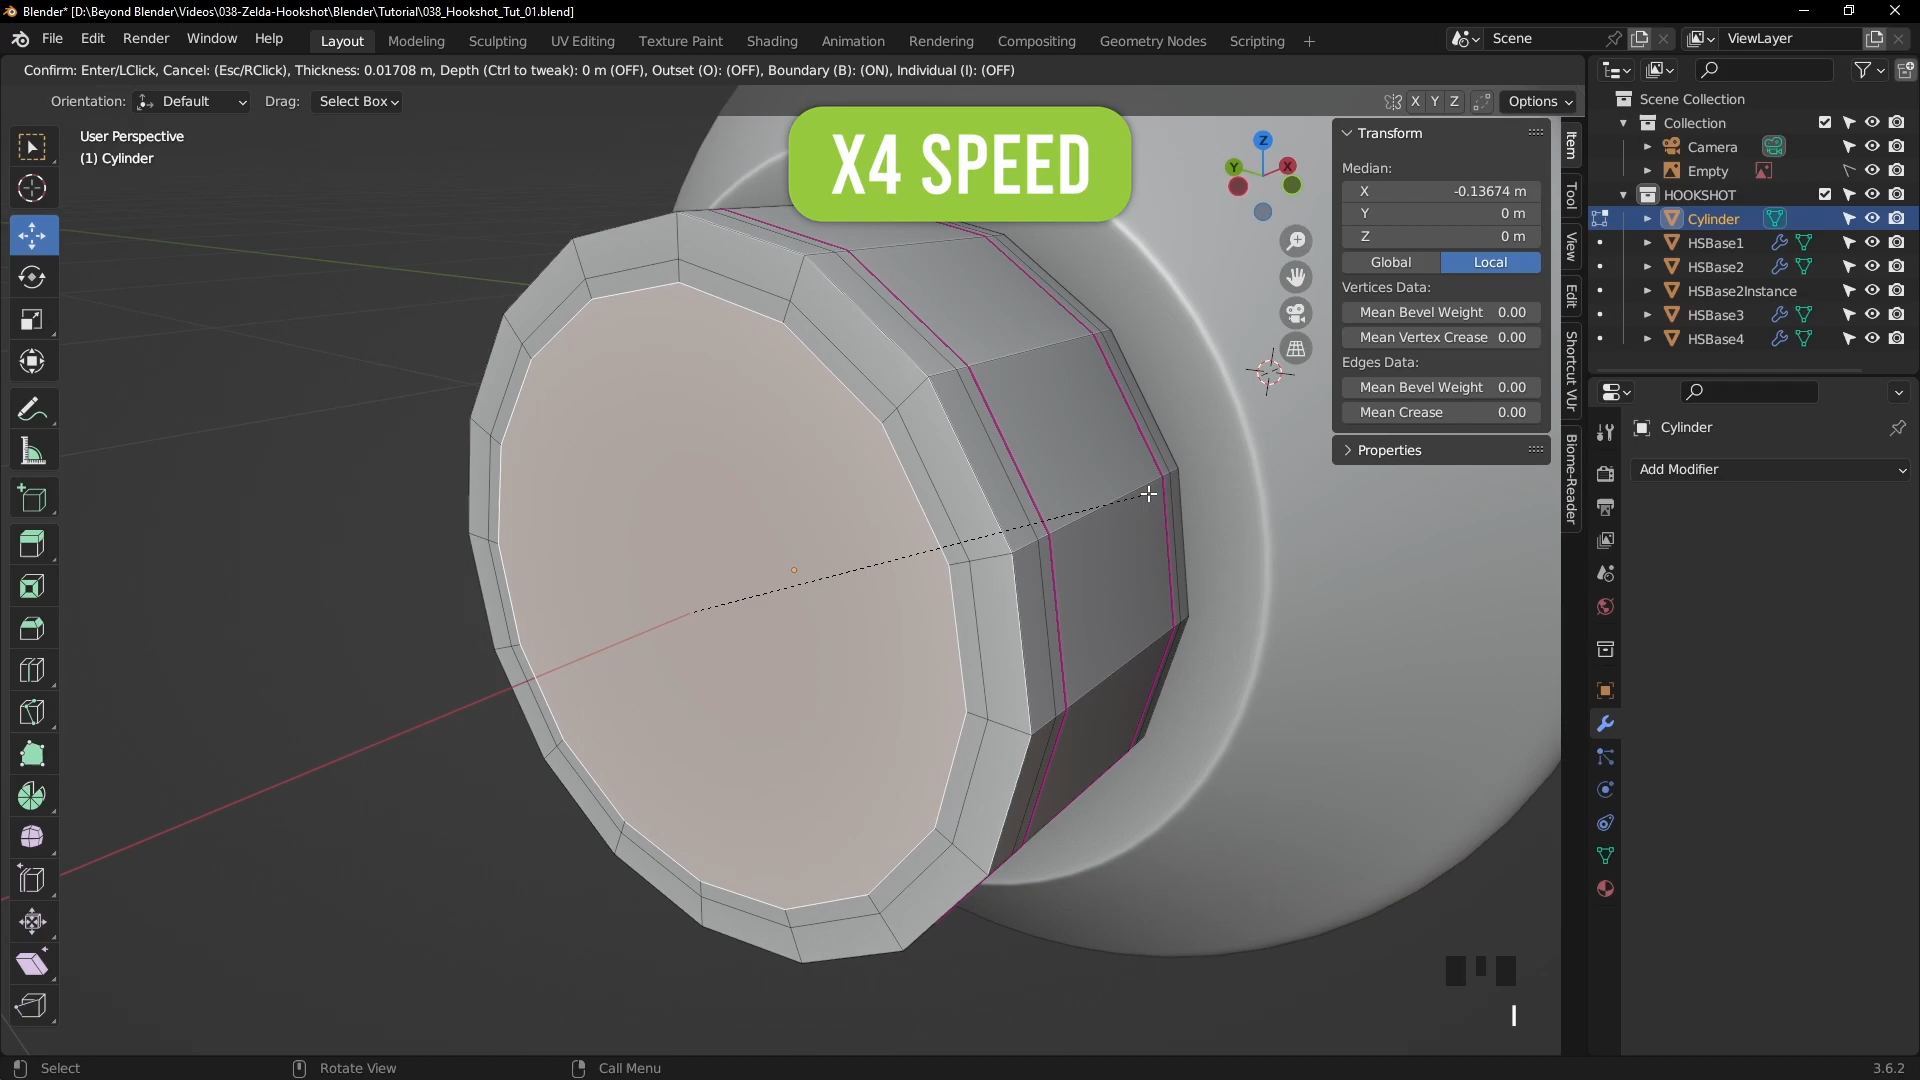 Blender* [D:\Beyond Blender\Videos\038-Zelda-Hookshot\Blender\Tutorial\038_Hookshot_Tut_01.blend]
File Edit Render Window Help Layout Modeling Sculpting UV Editing Texture Paint Shading Animation Rendering Compositing Geometry Nodes Scripting + Scene ViewLayer
Confirm: Enter/LClick, Cancel: (Esc/RClick), Thickness: 0.01708 m, Depth (Ctrl to tweak): 0 m (OFF), Outset (O): (OFF), Boundary (B): (ON), Individual (I): (OFF)
Orientation: Default Drag: Select Box X Y Z Options
User Perspective
(1) Cylinder
X4 SPEED
Z
Y
X
Transform
Median:
X -0.13674 m
Y 0 m
Z 0 m
Global Local
Vertices Data:
Mean Bevel Weight 0.00
Mean Vertex Crease 0.00
Edges Data:
Mean Bevel Weight 0.00
Mean Crease 0.00
Properties
Item
Tool
View
Edit
Shortcut VUr
Biome-Reader
Scene Collection
Collection
Camera
Empty
HOOKSHOT
Cylinder
HSBase1
HSBase2
HSBase2Instance
HSBase3
HSBase4
Cylinder
Add Modifier
I
Select Rotate View Call Menu 3.6.2